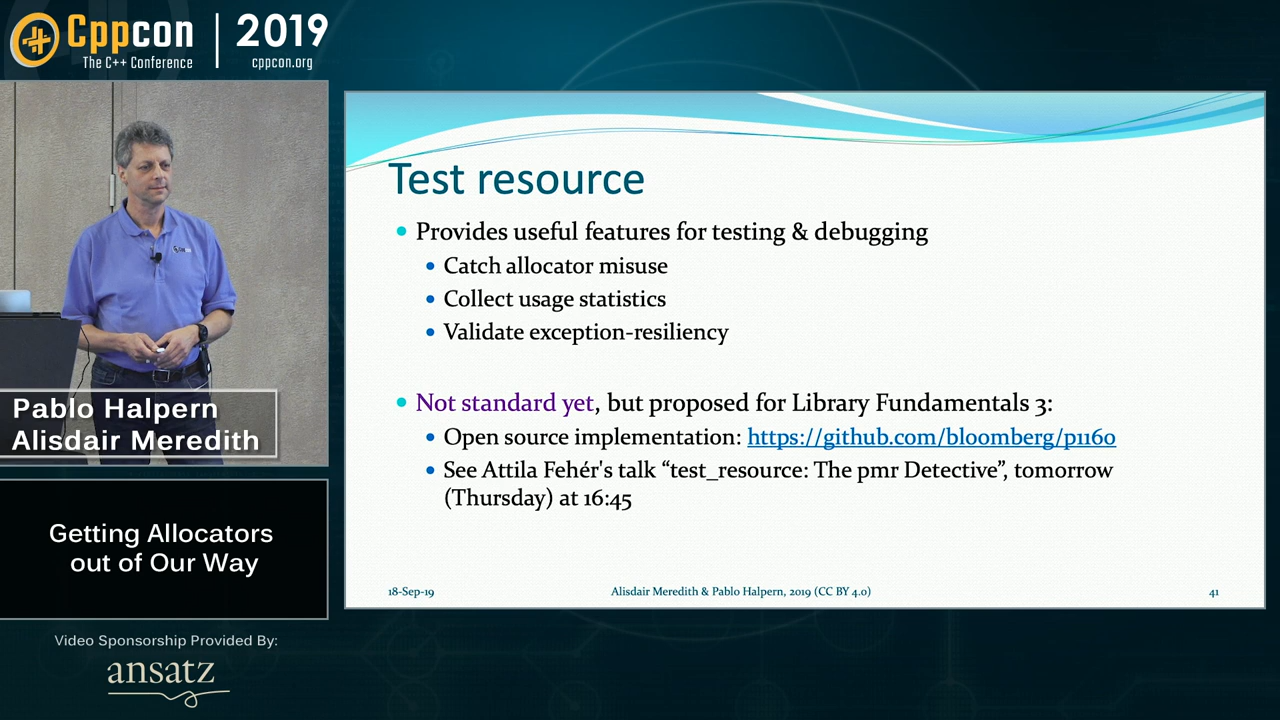 Cppcon
The C++ Conference
2019
cppcon.org
Test resource
Provides useful features for testing & debugging
Catch allocator misuse
Collect usage statistics
Validate exception-resiliency
Not standard yet, but proposed for Library Fundamentals 3:
Open source implementation: https://github.com/bloomberg/p1160
See Attila Fehér's talk “test_resource: The pmr Detective”, tomorrow
(Thursday) at 16:45
18-Sep-19
Alisdair Meredith & Pablo Halpern, 2019 (CC BY 4.0)
41
Pablo Halpern
Alisdair Meredith
Getting Allocators
out of Our Way
Video Sponsorship Provided By:
ansatz